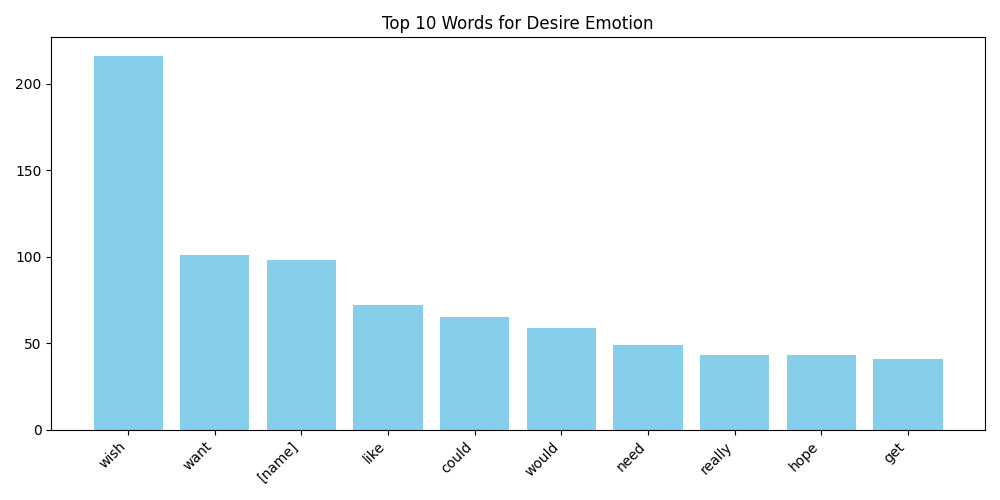 Top 10 Words for Desire Emotion
200
150
100
50
0
wish
want
[name]
like
could
would
need
really
hope
get